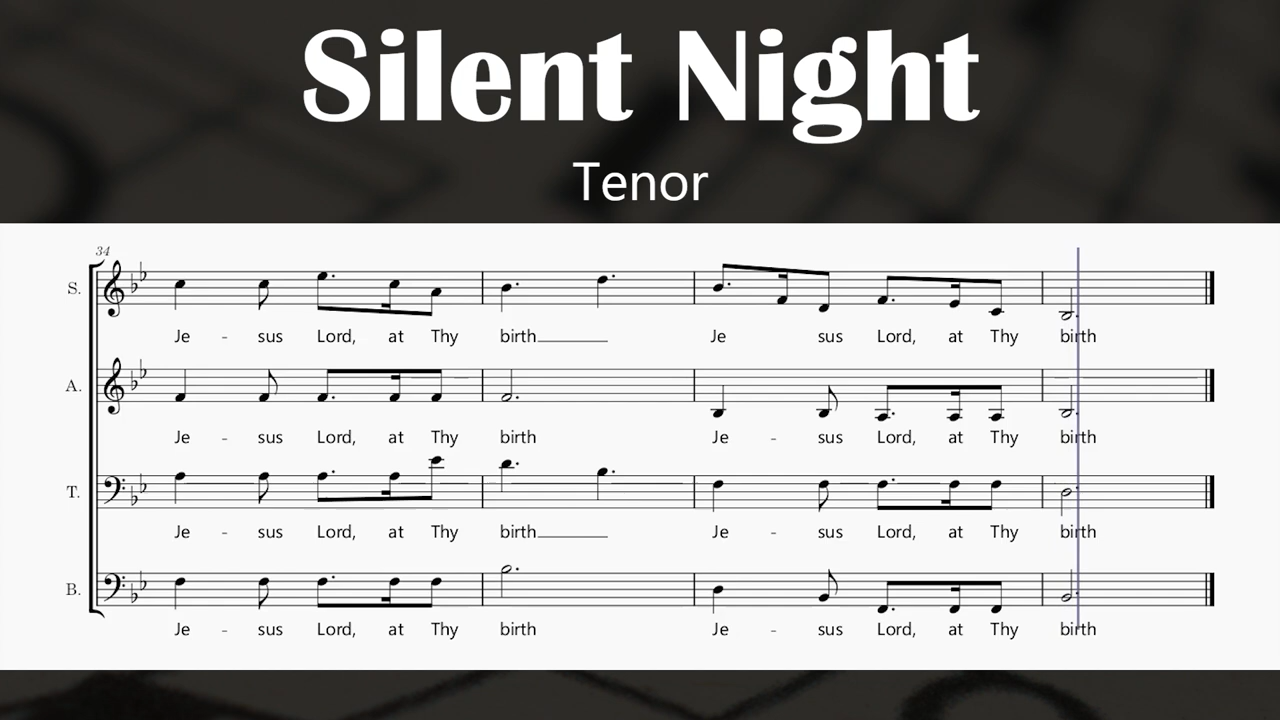 Silent Night
Tenor
34
S.
Je - sus Lord, at Thy birth Je sus Lord, at Thy birth
A.
Je - sus Lord, at Thy birth Je - sus Lord, at Thy birth
T.
Je - sus Lord, at Thy birth Je - sus Lord, at Thy birth
B.
Je - sus Lord, at Thy birth Je - sus Lord, at Thy birth